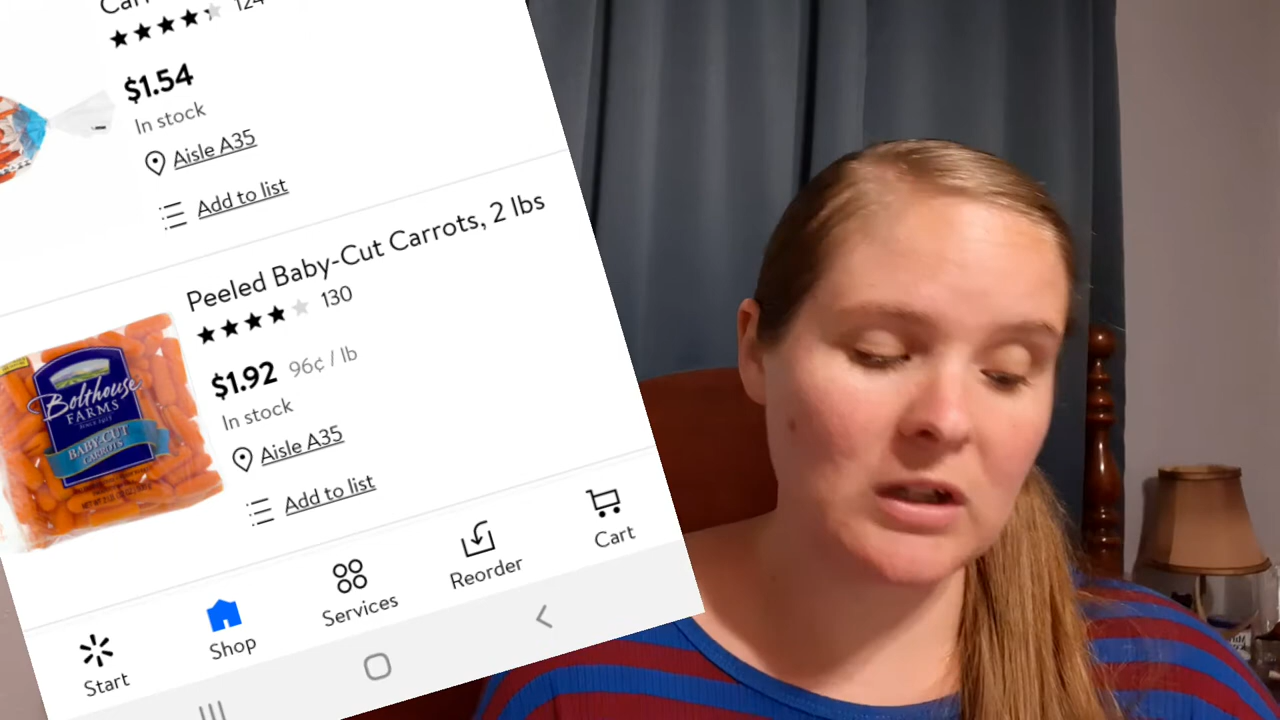 $1.54
In stock
Aisle A35
Add to list
Peeled Baby-Cut Carrots, 2 lbs
130
$1.92 96¢ / lb
In stock
Aisle A35
Add to list
Bolthouse
FARMS
BABY-CUT
CARROTS
Start
Shop
Services
Reorder
Cart